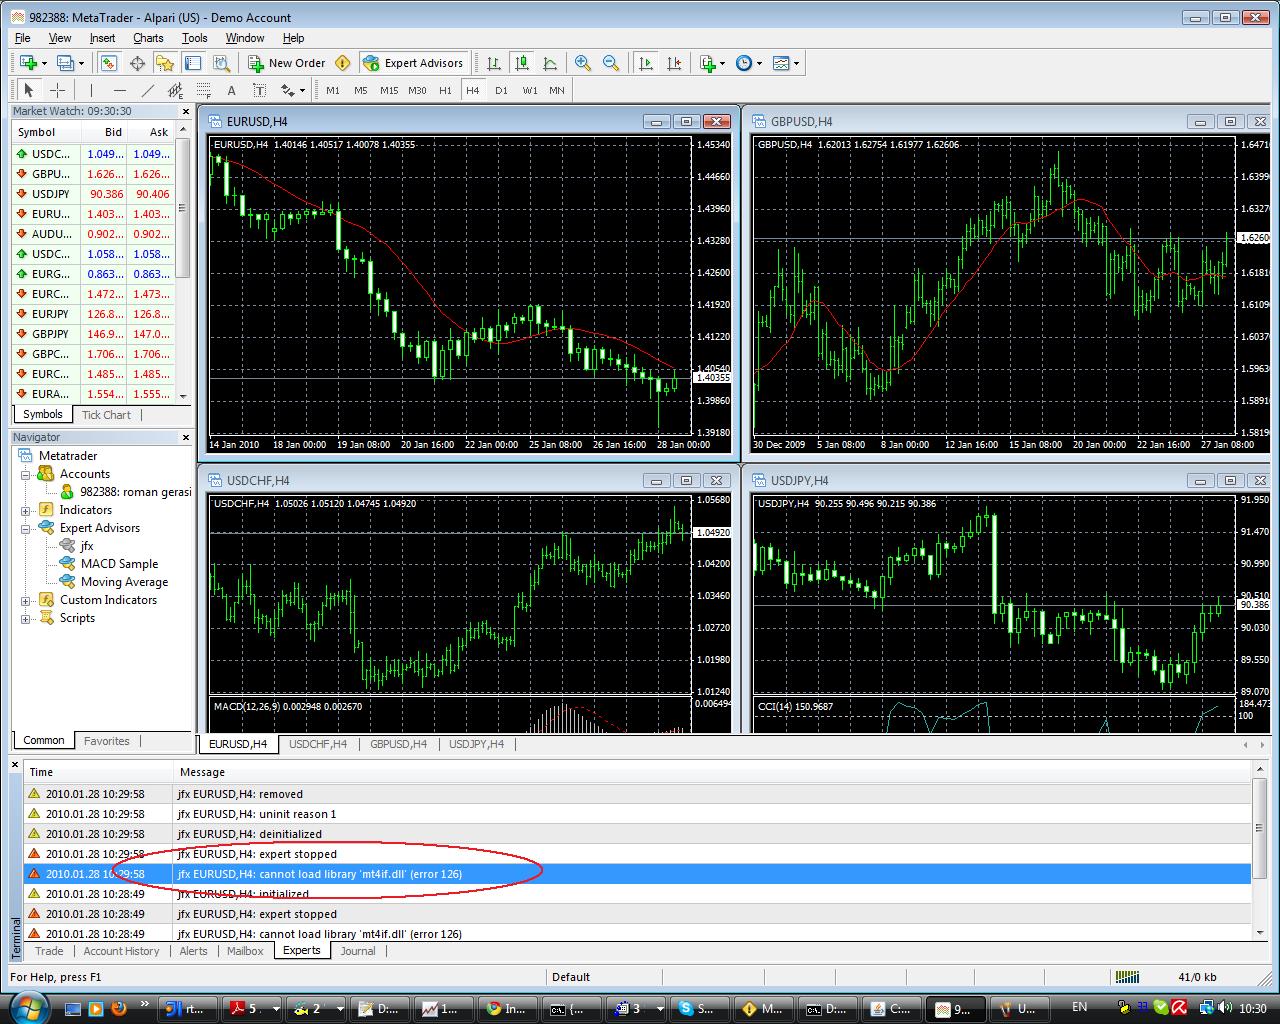 982388: MetaTrader - Alpari (US) - Demo Account
File View Insert Charts Tools Window Help
New Order Expert Advisors
A T M1 M5 M15 M30 H1 H4 D1 W1 MN
Market Watch: 09:30:30
Symbol Bid Ask
USDC... 1.049... 1.049...
GBPU... 1.626... 1.626...
USDJPY 90.386 90.406
EURU... 1.403... 1.403...
AUDU... 0.902... 0.902...
USDC... 1.058... 1.058...
EURG... 0.863... 0.863...
EURC... 1.472... 1.473...
EURJPY 126.8... 126.8...
GBPJPY 146.9... 147.0...
GBPC... 1.706... 1.706...
EURC... 1.485... 1.485...
EURA... 1.554... 1.555...
Symbols Tick Chart
Navigator
Metatrader
Accounts
982388: roman gerasi
Indicators
Expert Advisors
jfx
MACD Sample
Moving Average
Custom Indicators
Scripts
Common Favorites
EURUSD,H4
EURUSD,H4 1.40146 1.40517 1.40078 1.40355
1.45340
1.44660
1.43960
1.43280
1.42600
1.41920
1.41220
1.40540
1.40355
1.39860
1.39180
14 Jan 2010 18 Jan 00:00 19 Jan 08:00 20 Jan 16:00 22 Jan 00:00 25 Jan 08:00 26 Jan 16:00 28 Jan 00:00
GBPUSD,H4
GBPUSD,H4 1.62013 1.62754 1.61977 1.62606
1.6471
1.6399
1.6327
1.6260
1.6181
1.6109
1.6037
1.5963
1.5891
1.5819
30 Dec 2009 5 Jan 08:00 8 Jan 00:00 12 Jan 16:00 15 Jan 08:00 20 Jan 00:00 22 Jan 16:00 27 Jan 08:00
USDCHF,H4
USDCHF,H4 1.05026 1.05120 1.04745 1.04920
1.05680
1.04920
1.04200
1.03460
1.02720
1.01980
1.01240
MACD(12,26,9) 0.002948 0.002670
0.006494
USDJPY,H4
USDJPY,H4 90.255 90.496 90.215 90.386
91.950
91.470
90.990
90.510
90.386
90.030
89.550
89.070
CCI(14) 150.9687
184.473
100
EURUSD,H4 USDCHF,H4 GBPUSD,H4 USDJPY,H4
Time Message
2010.01.28 10:29:58 jfx EURUSD,H4: removed
2010.01.28 10:29:58 jfx EURUSD,H4: uninit reason 1
2010.01.28 10:29:58 jfx EURUSD,H4: deinitialized
2010.01.28 10:29:58 jfx EURUSD,H4: expert stopped
2010.01.28 10:29:58 jfx EURUSD,H4: cannot load library 'mt4if.dll' (error 126)
2010.01.28 10:28:49 jfx EURUSD,H4: initialized
2010.01.28 10:28:49 jfx EURUSD,H4: expert stopped
2010.01.28 10:28:49 jfx EURUSD,H4: cannot load library 'mt4if.dll' (error 126)
Terminal
Trade Account History Alerts Mailbox Experts Journal
For Help, press F1 Default 41/0 kb
rt... 5 . 2 D:... 1... In... {... 3 S... M... D:... C:... 9... U... EN 33 10:30